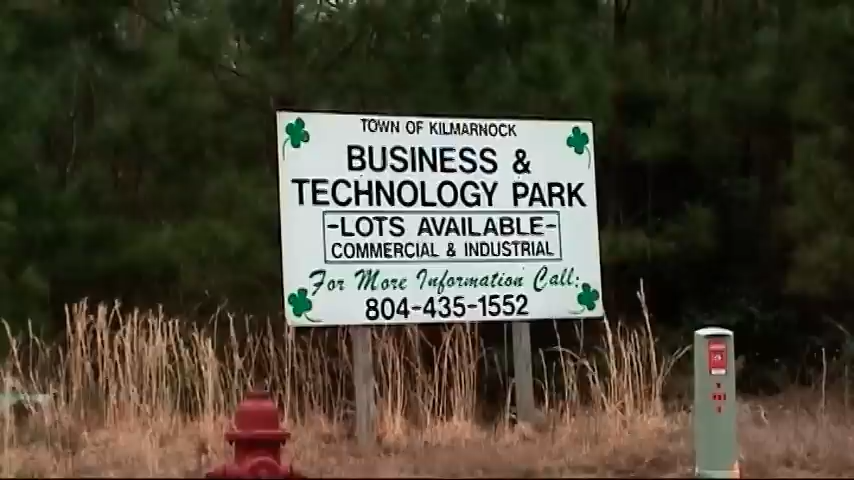 TOWN OF KILMARNOCK
BUSINESS &
TECHNOLOGY PARK
-LOTS AVAILABLE-
COMMERCIAL & INDUSTRIAL
For More Information Call:
804-435-1552